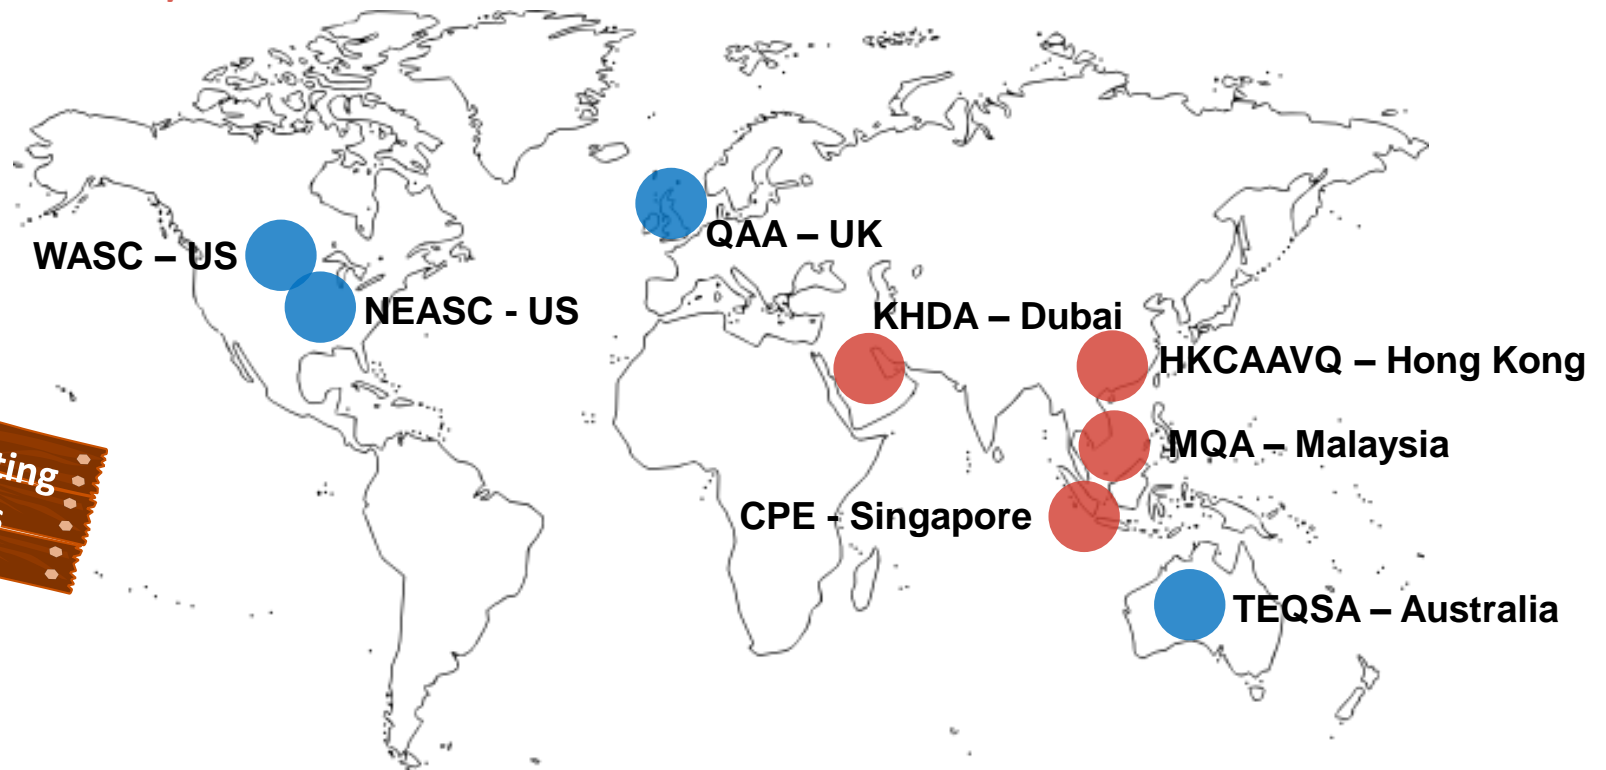 QAA – UK
WASC – US
NEASC - US
KHDA – Dubai
HKCAAVQ – Hong Kong
MQA – Malaysia
CPE - Singapore
TEQSA – Australia